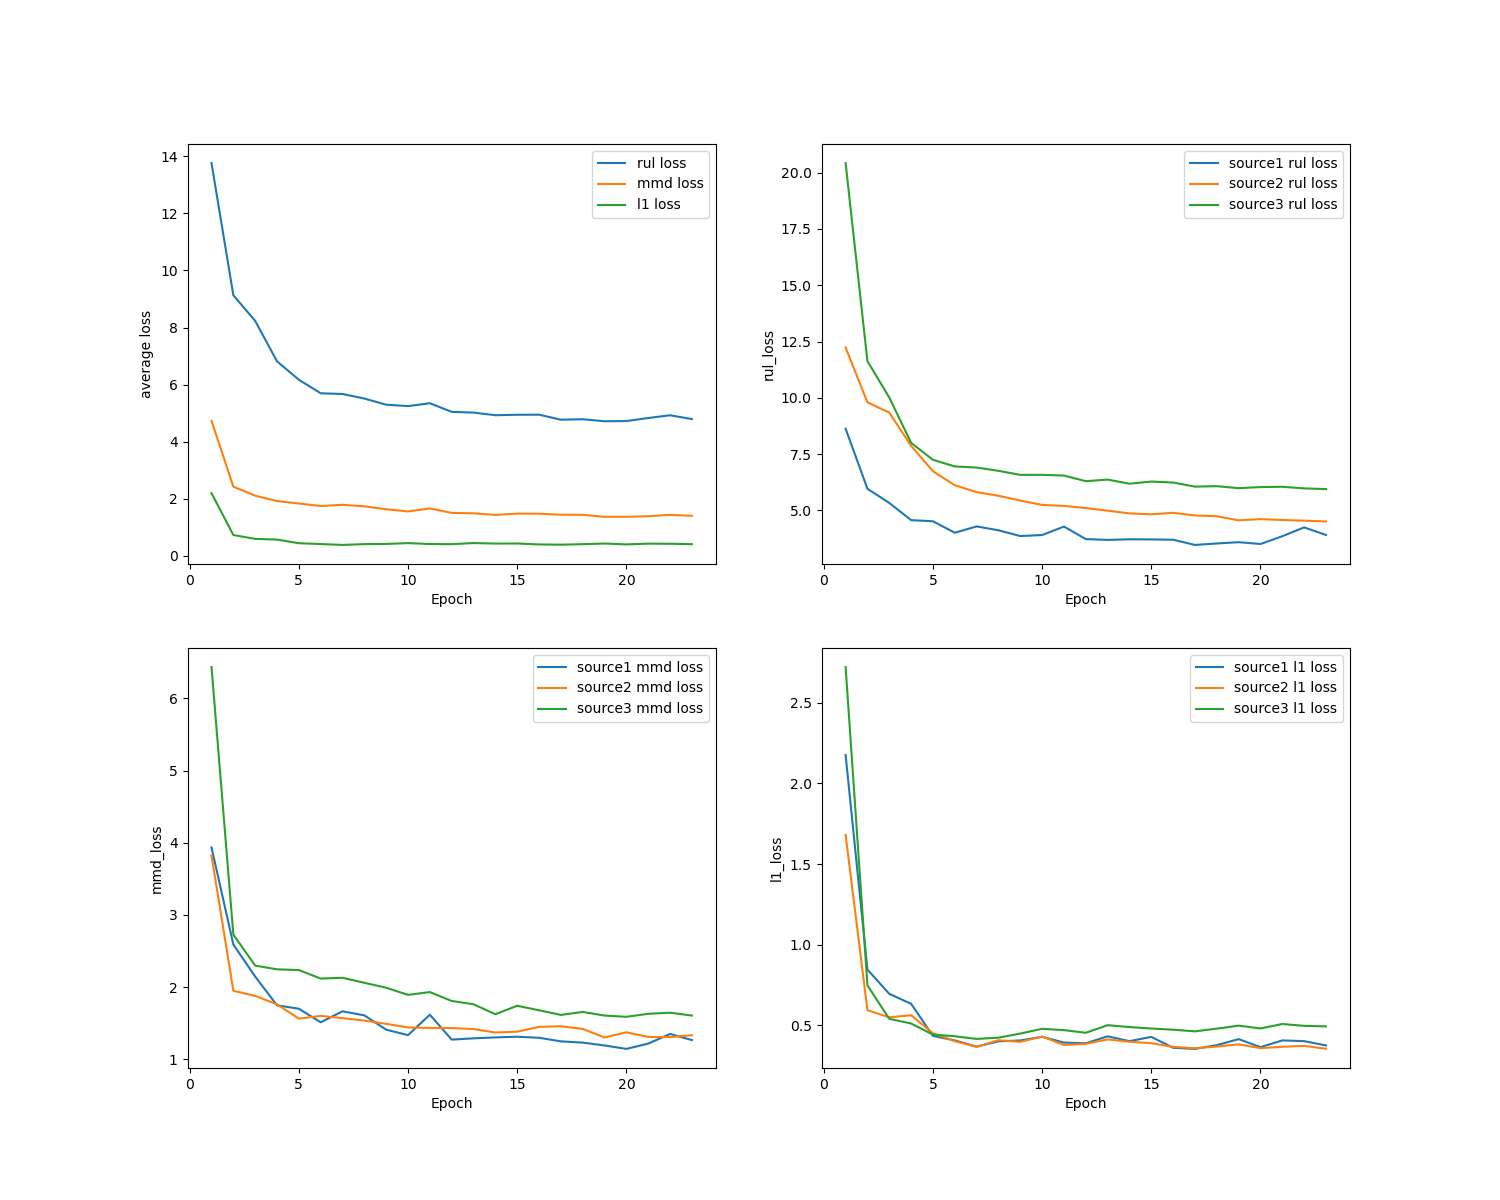 14
12
10
8
6
4
2
0
average loss
rul loss
mmd loss
l1 loss
0 5 10 15 20
Epoch
20.0
17.5
15.0
12.5
10.0
7.5
5.0
rul_loss
source1 rul loss
source2 rul loss
source3 rul loss
0 5 10 15 20
Epoch
6
5
4
3
2
1
mmd_loss
source1 mmd loss
source2 mmd loss
source3 mmd loss
0 5 10 15 20
Epoch
2.5
2.0
1.5
1.0
0.5
l1_loss
source1 l1 loss
source2 l1 loss
source3 l1 loss
0 5 10 15 20
Epoch